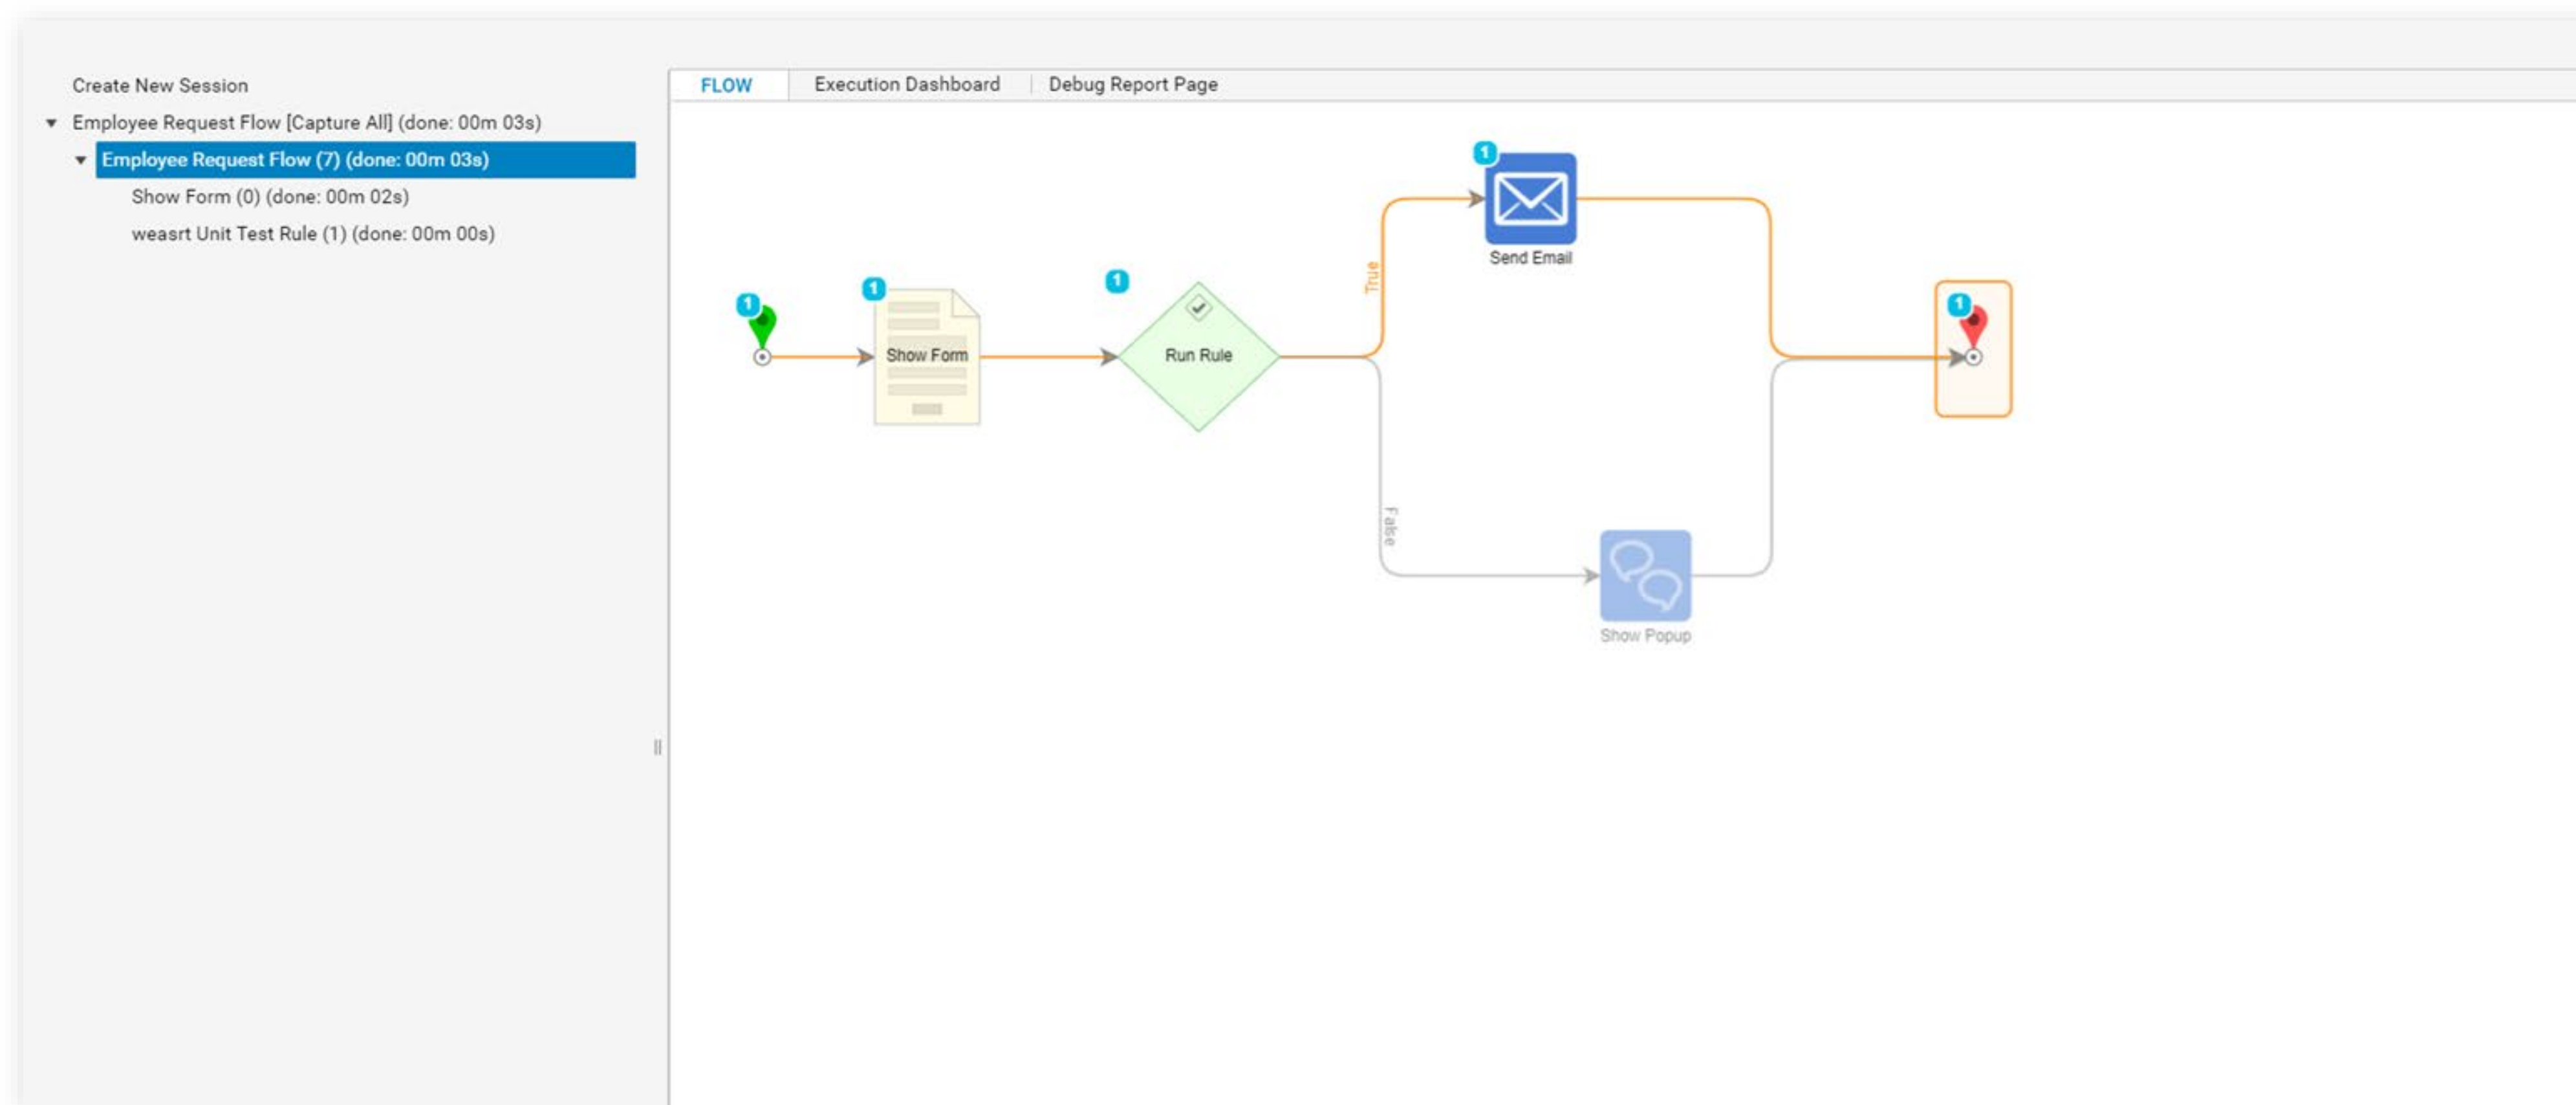 Create New Session
Employee Request Flow [Capture All] (done: 00m 03s)
Employee Request Flow (7) (done: 00m 03s)
Show Form (0) (done: 00m 02s)
weasrt Unit Test Rule (1) (done: 00m 00s)
FLOW
Execution Dashboard
Debug Report Page
1
Send Email
True
1
1
1
1
Show Form
Run Rule
False
Show Popup